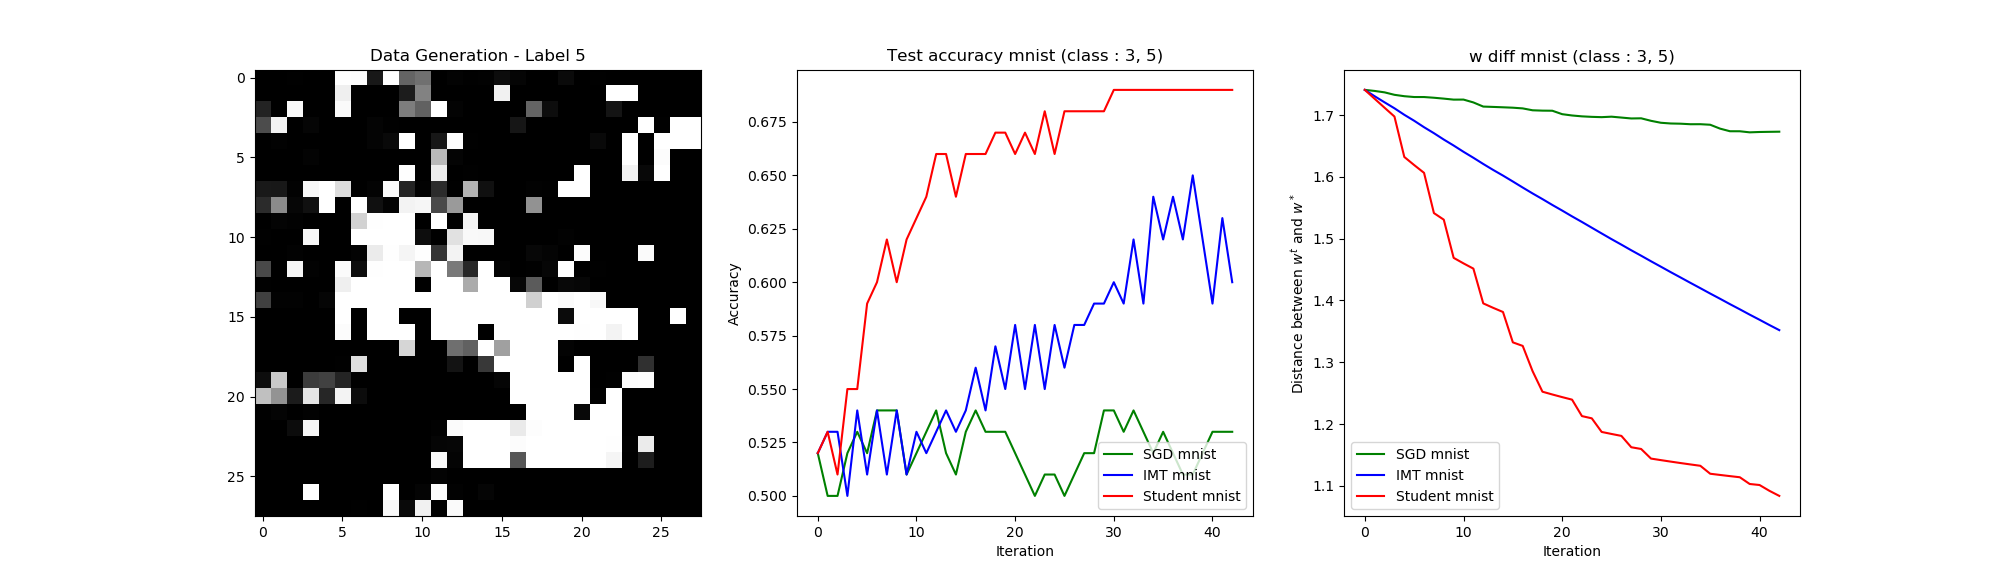 Data Generation - Label 5
0
5
10
15
20
25
0 5 10 15 20 25
Test accuracy mnist (class : 3, 5)
Accuracy
0.675
0.650
0.625
0.600
0.575
0.550
0.525
0.500
0 10 20 30 40
Iteration
SGD mnist
IMT mnist
Student mnist
w diff mnist (class : 3, 5)
Distance between w^t and w^*
1.7
1.6
1.5
1.4
1.3
1.2
1.1
0 10 20 30 40
Iteration
SGD mnist
IMT mnist
Student mnist